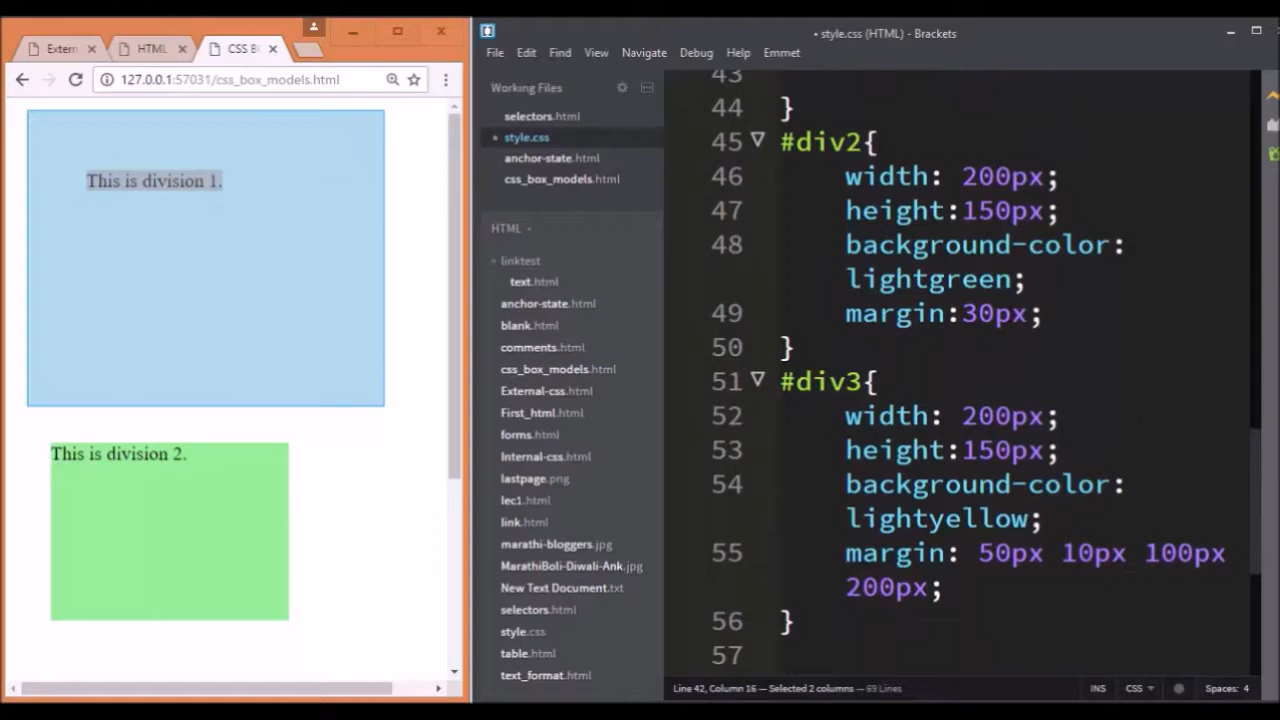 Extern
HTML
CSS B
127.0.0.1:57031/css_box_models.html
This is division 1.
This is division 2.
• style.css (HTML) - Brackets
File Edit Find View Navigate Debug Help Emmet
Working Files
selectors.html
style.css
anchor-state.html
css_box_models.html
HTML
linktest
text.html
anchor-state.html
blank.html
comments.html
css_box_models.html
External-css.html
First_html.html
forms.html
Internal-css.html
lastpage.png
lec1.html
link.html
marathi-bloggers.jpg
MarathiBoli-Diwali-Ank.jpg
New Text Document.txt
selectors.html
style.css
table.html
text_format.html
43
44 }
45 #div2{
46 width: 200px;
47 height:150px;
48 background-color:
lightgreen;
49 margin:30px;
50 }
51 #div3{
52 width: 200px;
53 height:150px;
54 background-color:
lightyellow;
55 margin: 50px 10px 100px
200px;
56 }
57
Line 42, Column 16 — Selected 2 columns — 69 Lines
INS CSS Spaces: 4